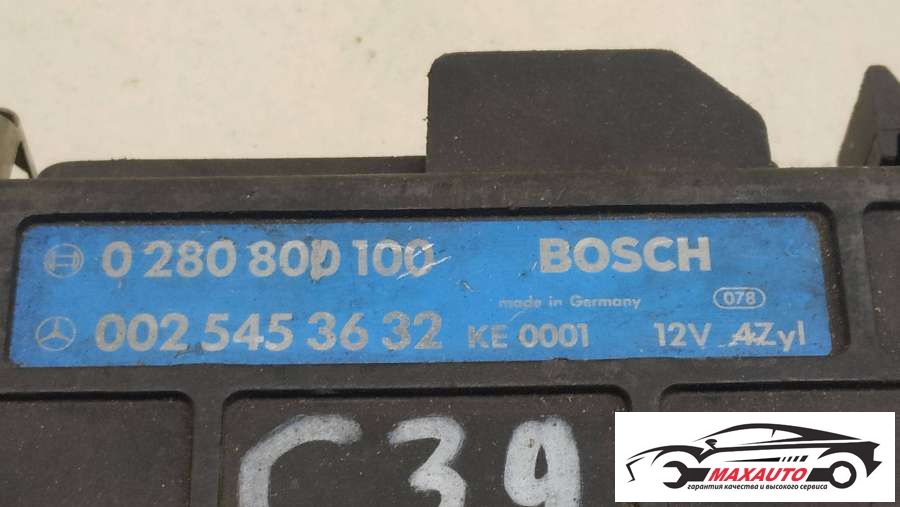 0 280 800 100 BOSCH
made in Germany 078
002 545 36 32 KE 0001 12V 4Zyl
C39
MAXAUTO
гарантия качества и высокого сервиса